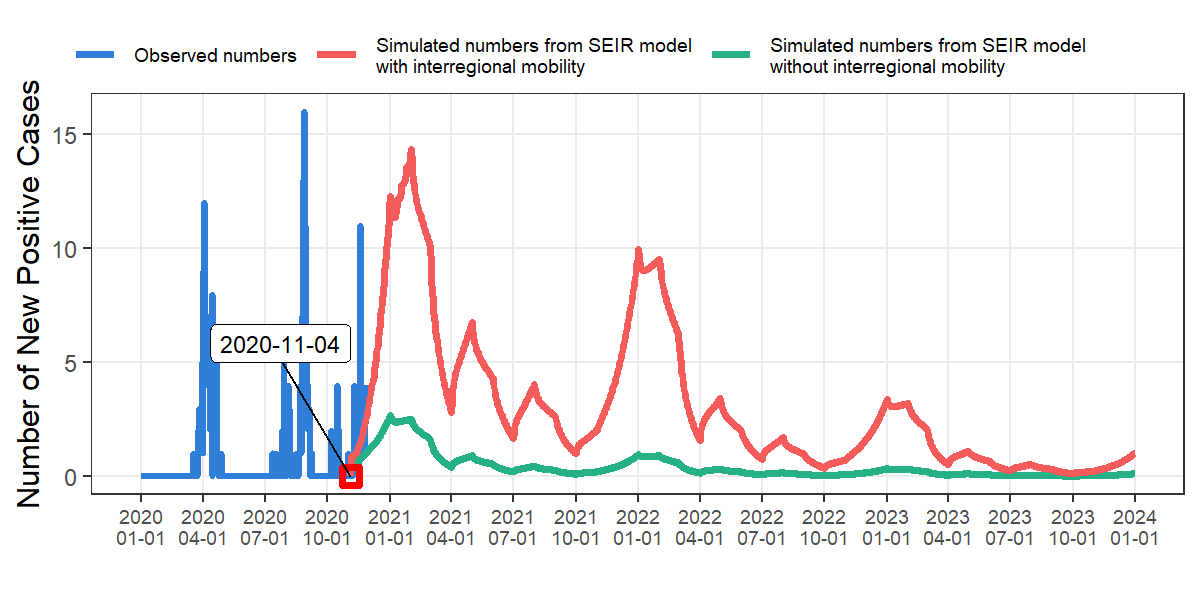 Observed numbers
Simulated numbers from SEIR model
with interregional mobility
Simulated numbers from SEIR model
without interregional mobility
Number of New Positive Cases
15
10
5
0
2020-11-04
2020 2020 2020 2020 2021 2021 2021 2021 2022 2022 2022 2022 2023 2023 2023 2023 2024
01-01 04-01 07-01 10-01 01-01 04-01 07-01 10-01 01-01 04-01 07-01 10-01 01-01 04-01 07-01 10-01 01-01